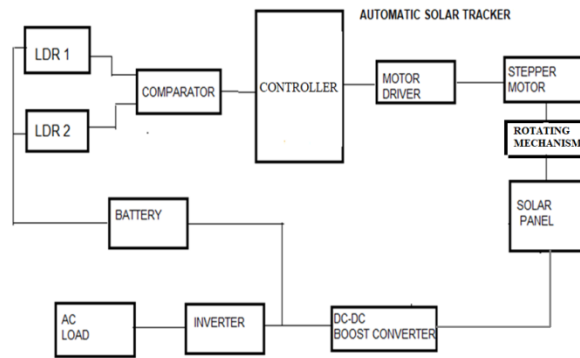 AUTOMATIC SOLAR TRACKER
LDR 1
LDR 2
COMPARATOR
CONTROLLER
MOTOR
DRIVER
STEPPER
MOTOR
ROTATING
MECHANISM
SOLAR
PANEL
BATTERY
AC
LOAD
INVERTER
DC-DC
BOOST CONVERTER